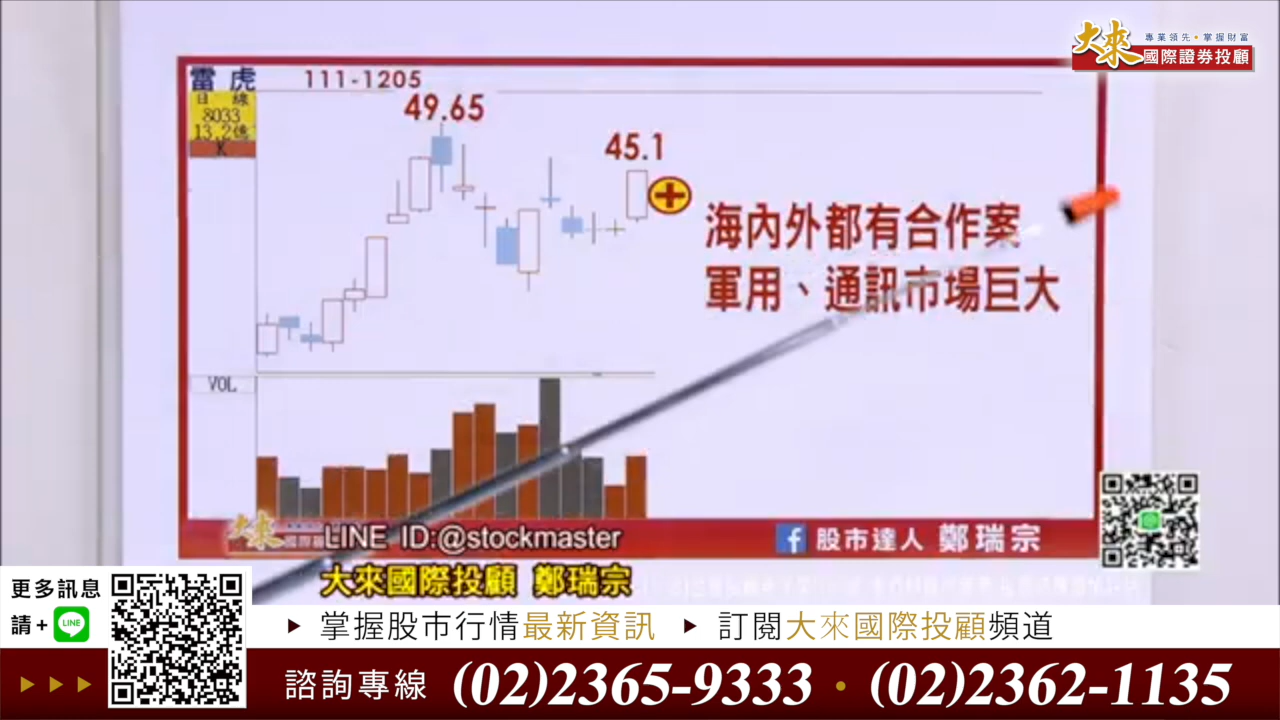 大來
專業領先•掌握財富
國際證券投顧
雷虎 111-1205
日線
8033
13.2億
K
49.65
45.1
海內外都有合作案
軍用、通訊市場巨大
VOL
大來
LINE ID:@stockmaster
股市達人 鄭瑞宗
大來國際投顧 鄭瑞宗
更多訊息
請+
LINE
掌握股市行情最新資訊
訂閱大來國際投顧頻道
諮詢專線 (02)2365-9333•(02)2362-1135